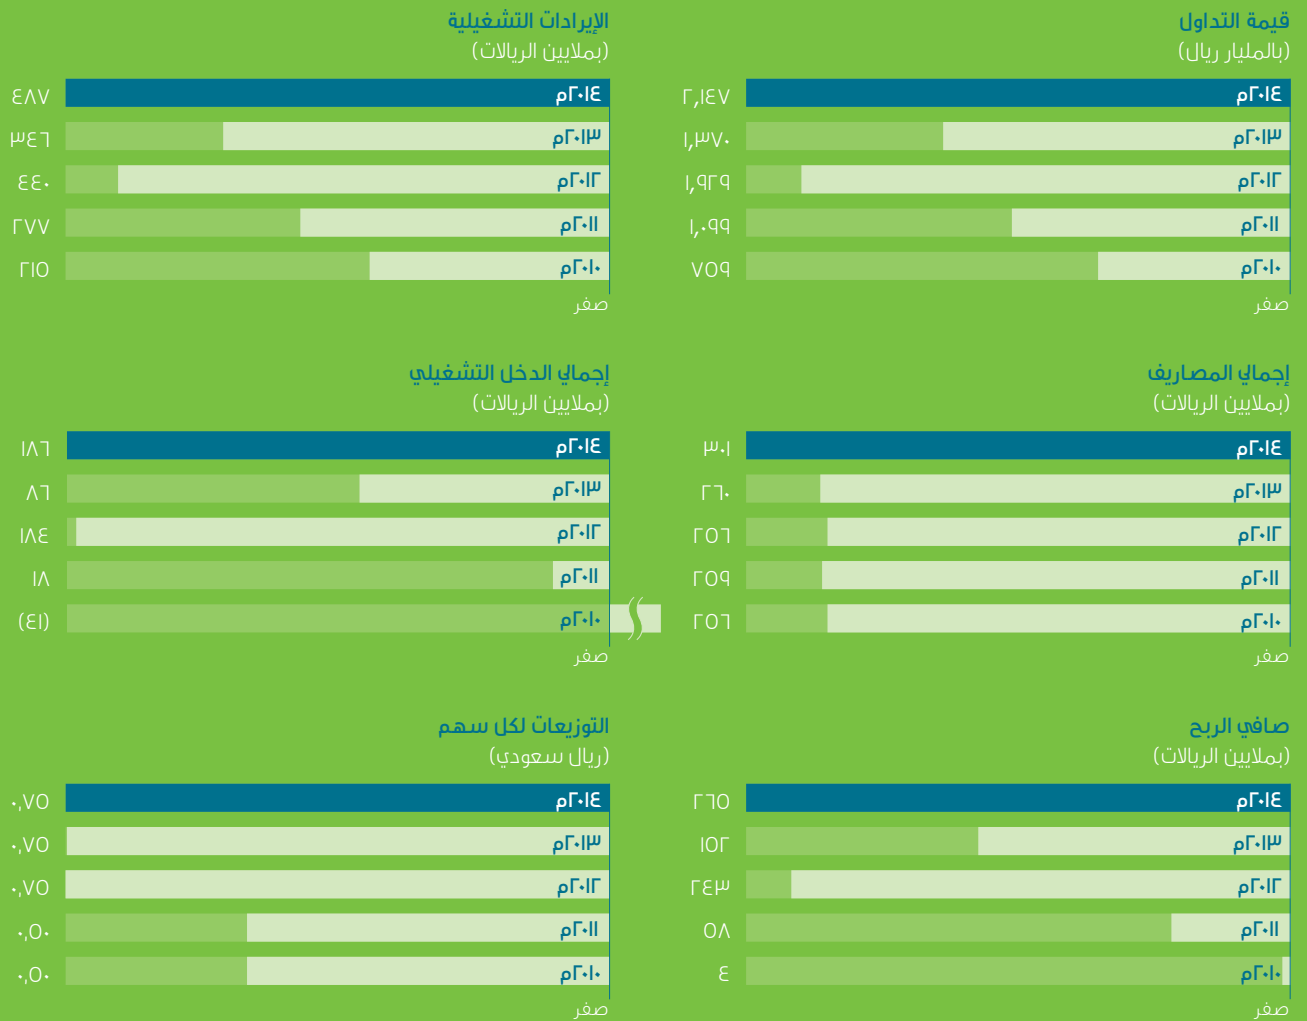 قيمة التداول
(بالمليار ريال)
٢٠١٤م ٢,١٤٧
٢٠١٣م ١,٣٧٠
٢٠١٢م ١,٩٢٩
٢٠١١م ١,٠٩٩
٢٠١٠م ٧٥٩
صفر
الإيرادات التشغيلية
(بملايين الريالات)
٢٠١٤م ٤٨٧
٢٠١٣م ٣٤٦
٢٠١٢م ٤٤٠
٢٠١١م ٢٧٧
٢٠١٠م ٢١٥
صفر
إجمالي المصاريف
(بملايين الريالات)
٢٠١٤م ٣٠١
٢٠١٣م ٢٦٠
٢٠١٢م ٢٥٦
٢٠١١م ٢٥٩
٢٠١٠م ٢٥٦
صفر
إجمالي الدخل التشغيلي
(بملايين الريالات)
٢٠١٤م ١٨٦
٢٠١٣م ٨٦
٢٠١٢م ١٨٤
٢٠١١م ١٨
٢٠١٠م (٤١)
صفر
صافي الربح
(بملايين الريالات)
٢٠١٤م ٢٦٥
٢٠١٣م ١٥٢
٢٠١٢م ٢٤٣
٢٠١١م ٥٨
٢٠١٠م ٤
صفر
التوزيعات لكل سهم
(ريال سعودي)
٢٠١٤م ٠,٧٥
٢٠١٣م ٠,٧٥
٢٠١٢م ٠,٧٥
٢٠١١م ٠,٥٠
٢٠١٠م ٠,٥٠
صفر